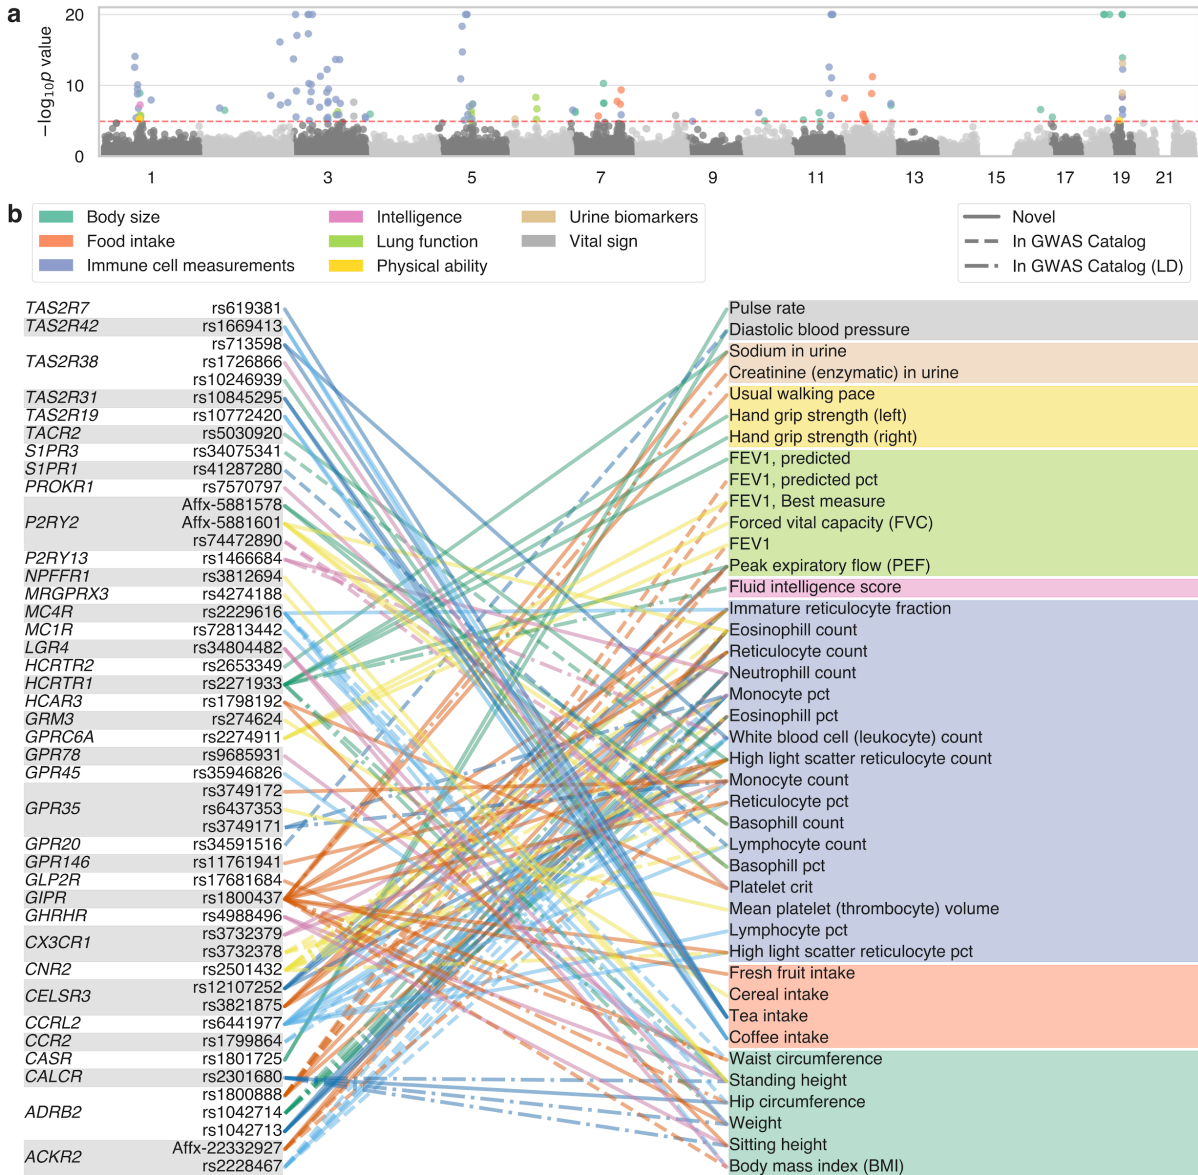 a
20
10
0
−log10p value
1 3 5 7 9 11 13 15 17 19 21
b
Body size Intelligence Urine biomarkers Novel
Food intake Lung function Vital sign In GWAS Catalog
Immune cell measurements Physical ability In GWAS Catalog (LD)
TAS2R7 rs619381 Pulse rate
TAS2R42 rs1669413 Diastolic blood pressure
rs713598 Sodium in urine
TAS2R38 rs1726866 Creatinine (enzymatic) in urine
rs10246939 Usual walking pace
TAS2R31 rs10845295 Hand grip strength (left)
TAS2R19 rs10772420 Hand grip strength (right)
TACR2 rs5030920 FEV1, predicted
S1PR3 rs34075341 FEV1, predicted pct
S1PR1 rs41287280 FEV1, Best measure
PROKR1 rs7570797 Forced vital capacity (FVC)
Affx-5881578 FEV1
P2RY2 Affx-5881601 Peak expiratory flow (PEF)
rs74472890 Fluid intelligence score
P2RY13 rs1466684 Immature reticulocyte fraction
NPFFR1 rs3812694 Eosinophill count
MRGPRX3 rs4274188 Reticulocyte count
MC4R rs2229616 Neutrophill count
MC1R rs72813442 Monocyte pct
LGR4 rs34804482 Eosinophill pct
HCRTR2 rs2653349 White blood cell (leukocyte) count
HCRTR1 rs2271933 High light scatter reticulocyte count
HCAR3 rs1798192 Monocyte count
GRM3 rs274624 Reticulocyte pct
GPRC6A rs2274911 Basophill count
GPR78 rs9685931 Lymphocyte count
GPR45 rs35946826 Basophill pct
rs3749172 Platelet crit
GPR35 rs6437353 Mean platelet (thrombocyte) volume
rs3749171 Lymphocyte pct
GPR20 rs34591516 High light scatter reticulocyte pct
GPR146 rs11761941 Fresh fruit intake
GLP2R rs17681684 Cereal intake
GIPR rs1800437 Tea intake
GHRHR rs4988496 Coffee intake
rs3732379 Waist circumference
CX3CR1 rs3732378 Standing height
CNR2 rs2501432 Hip circumference
rs12107252 Weight
CELSR3 rs3821875 Sitting height
CCRL2 rs6441977 Body mass index (BMI)
CCR2 rs1799864
CASR rs1801725
CALCR rs2301680
rs1800888
ADRB2 rs1042714
rs1042713
Affx-22332927
ACKR2 rs2228467